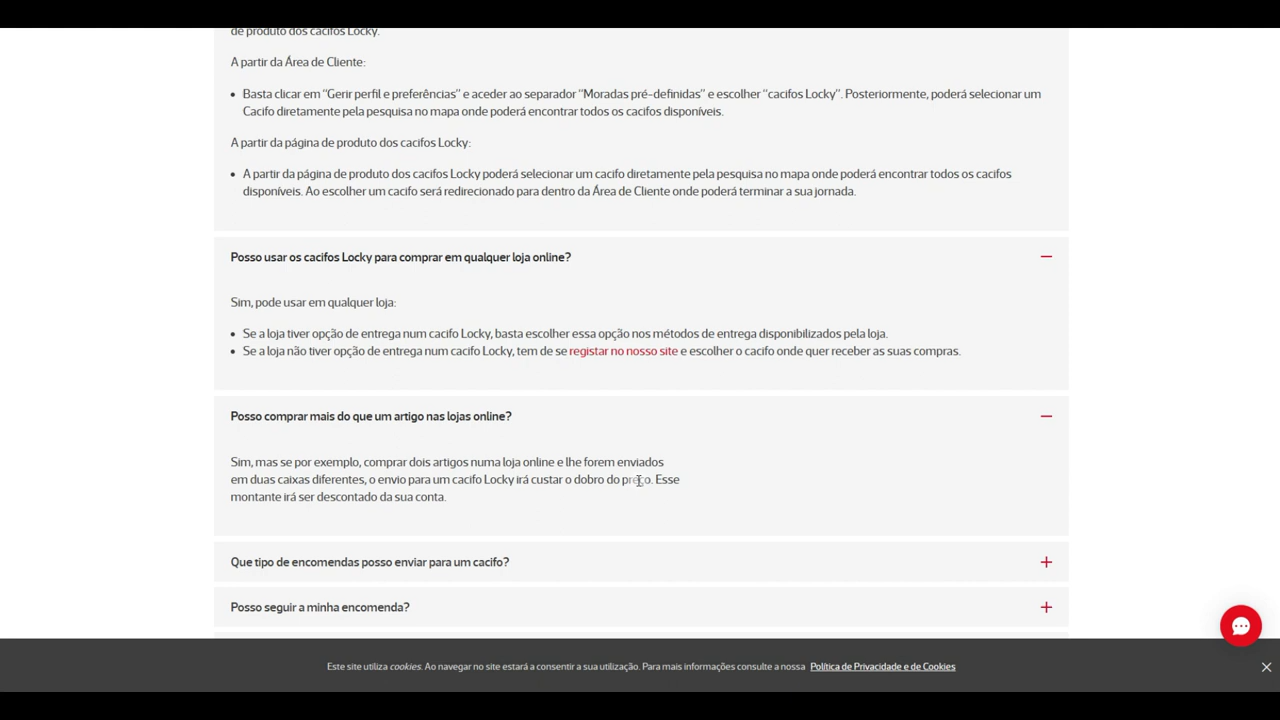 de produto dos cacifos Locky.
A partir da Área de Cliente:
Basta clicar em “Gerir perfil e preferências” e aceder ao separador “Moradas pré-definidas” e escolher “cacifos Locky”. Posteriormente, poderá selecionar um
Cacifo diretamente pela pesquisa no mapa onde poderá encontrar todos os cacifos disponíveis.
A partir da página de produto dos cacifos Locky:
A partir da página de produto dos cacifos Locky poderá selecionar um cacifo diretamente pela pesquisa no mapa onde poderá encontrar todos os cacifos
disponíveis. Ao escolher um cacifo será redirecionado para dentro da Área de Cliente onde poderá terminar a sua jornada.
Posso usar os cacifos Locky para comprar em qualquer loja online?
Sim, pode usar em qualquer loja:
Se a loja tiver opção de entrega num cacifo Locky, basta escolher essa opção nos métodos de entrega disponibilizados pela loja.
Se a loja não tiver opção de entrega num cacifo Locky, tem de se registar no nosso site e escolher o cacifo onde quer receber as suas compras.
Posso comprar mais do que um artigo nas lojas online?
Sim, mas se por exemplo, comprar dois artigos numa loja online e lhe forem enviados
em duas caixas diferentes, o envio para um cacifo Locky irá custar o dobro do preço. Esse
montante irá ser descontado da sua conta.
Que tipo de encomendas posso enviar para um cacifo?
Posso seguir a minha encomenda?
Este site utiliza cookies. Ao navegar no site estará a consentir a sua utilização. Para mais informações consulte a nossa Política de Privacidade e de Cookies